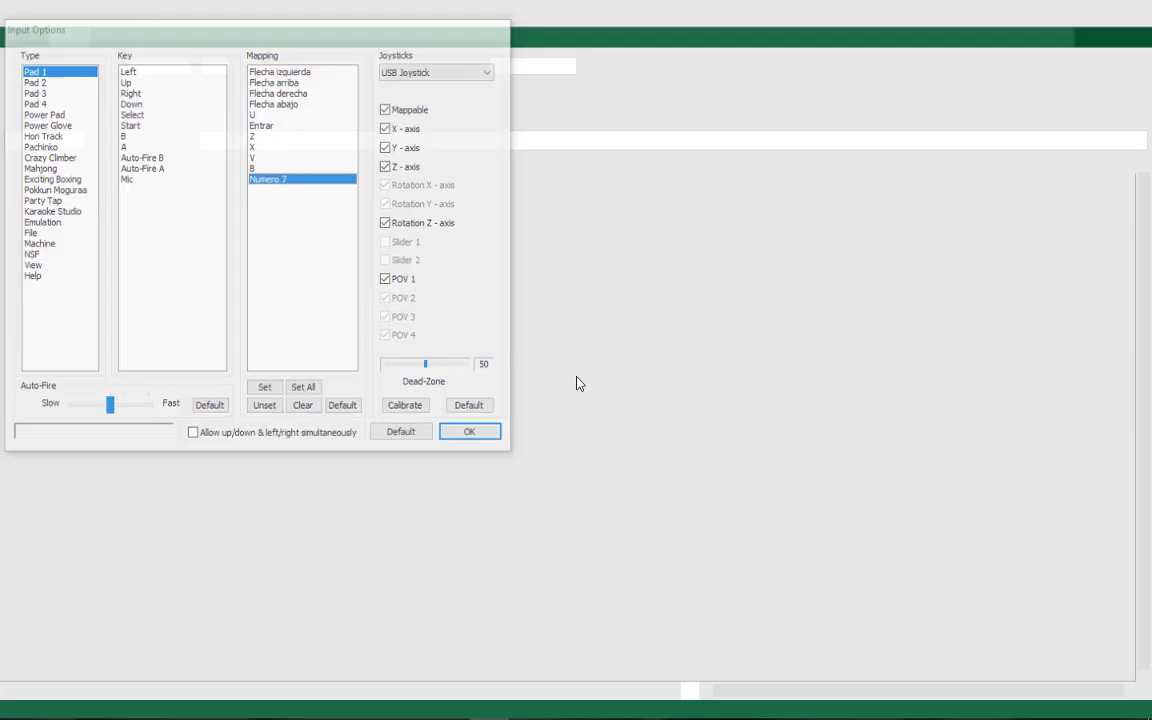 Input Options
Type
Pad 1
Pad 2
Pad 3
Pad 4
Power Pad
Power Glove
Hori Track
Pachinko
Crazy Climber
Mahjong
Exciting Boxing
Pokkun Moguraa
Party Tap
Karaoke Studio
Emulation
File
Machine
NSF
View
Help
Key
Left
Up
Right
Down
Select
Start
B
A
Auto-Fire B
Auto-Fire A
Mic
Mapping
Flecha izquierda
Flecha arriba
Flecha derecha
Flecha abajo
U
Entrar
Z
X
V
B
Numero 7
Set Set All
Unset Clear Default
Joysticks
USB Joystick
Mappable
X - axis
Y - axis
Z - axis
Rotation X - axis
Rotation Y - axis
Rotation Z - axis
Slider 1
Slider 2
POV 1
POV 2
POV 3
POV 4
50
Dead-Zone
Calibrate Default
Auto-Fire
Slow Fast Default
Allow up/down & left/right simultaneously
Default OK